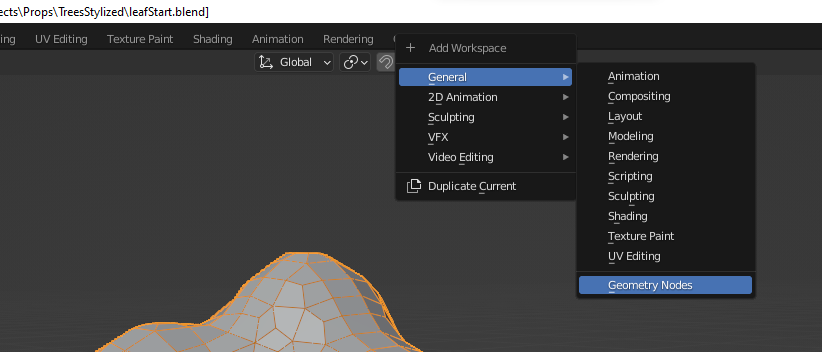 ects\Props\TreesStylized\leafStart.blend]
ing UV Editing Texture Paint Shading Animation Rendering
Global
Add Workspace
General
2D Animation
Sculpting
VFX
Video Editing
Duplicate Current
Animation
Compositing
Layout
Modeling
Rendering
Scripting
Sculpting
Shading
Texture Paint
UV Editing
Geometry Nodes